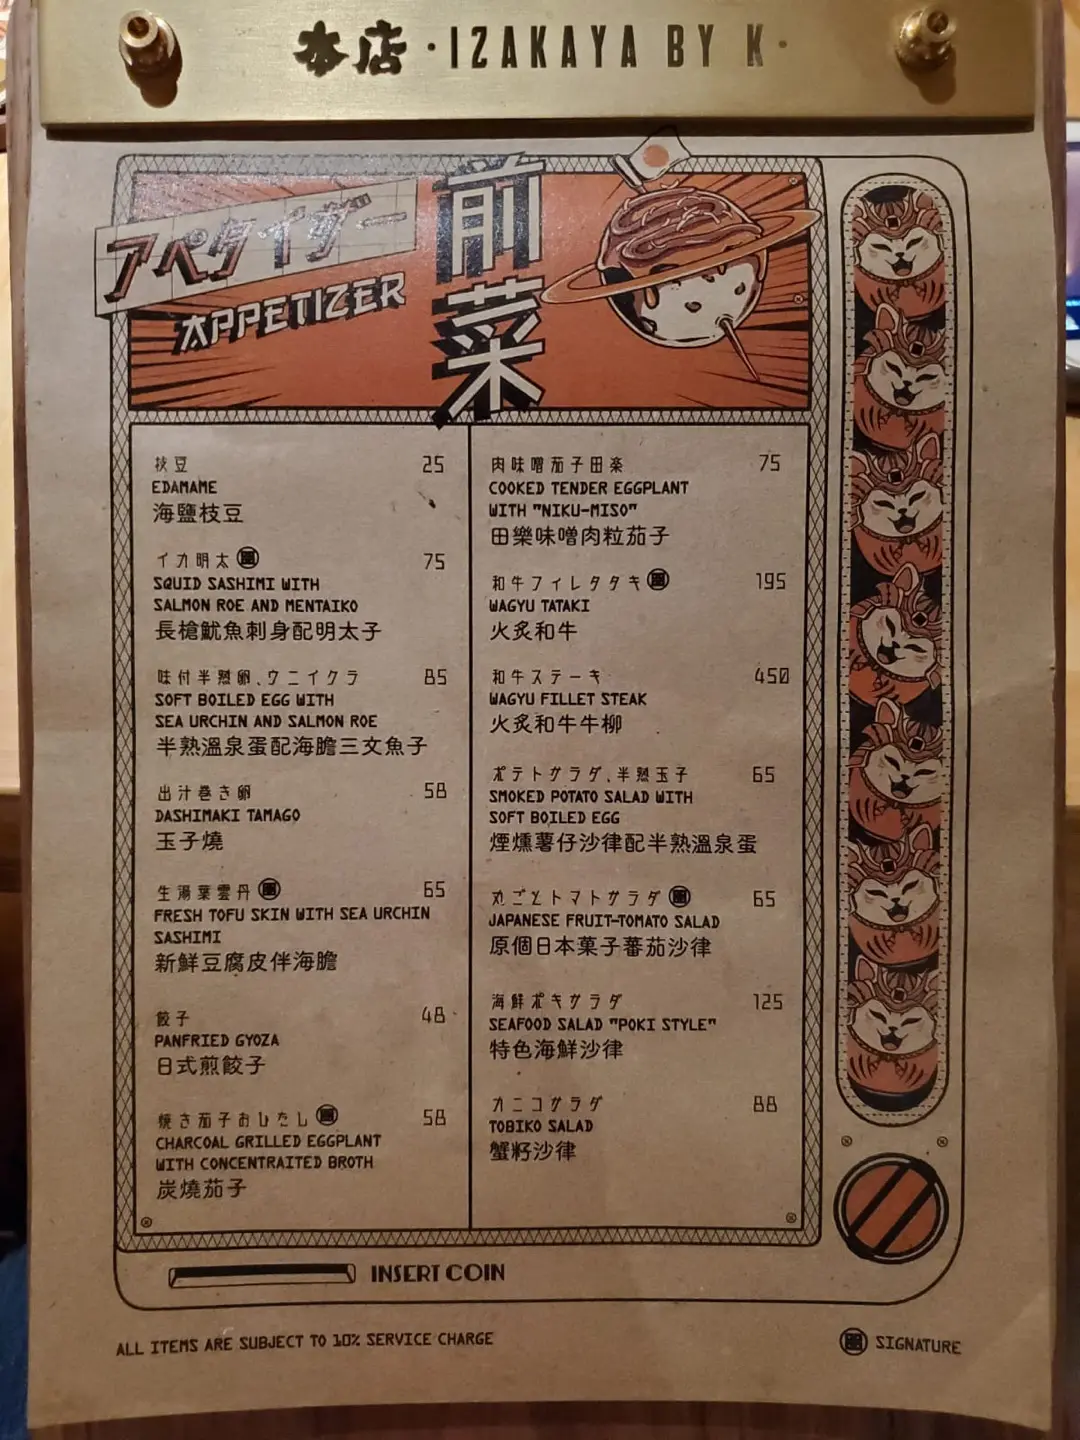 本店 · IZAKAYA BY K ·
アペタイザー
APPETIZER
前菜
枝豆 25
EDAMAME
海鹽枝豆
イカ明太 75
SQUID SASHIMI WITH
SALMON ROE AND MENTAIKO
長槍魷魚刺身配明太子
味付半熟卵、ウニイクラ 85
SOFT BOILED EGG WITH
SEA URCHIN AND SALMON ROE
半熟溫泉蛋配海膽三文魚子
出汁巻き卵 58
DASHIMAKI TAMAGO
玉子燒
生湯葉雲丹 65
FRESH TOFU SKIN WITH SEA URCHIN
SASHIMI
新鮮豆腐皮伴海膽
餃子 48
PANFRIED GYOZA
日式煎餃子
焼き茄子おひたし 58
CHARCOAL GRILLED EGGPLANT
WITH CONCENTRAITED BROTH
炭燒茄子
肉味噌茄子田楽 75
COOKED TENDER EGGPLANT
WITH "NIKU-MISO"
田樂味噌肉粒茄子
和牛フィレタタキ 195
WAGYU TATAKI
火炙和牛
和牛ステーキ 450
WAGYU FILLET STEAK
火炙和牛牛柳
ポテトサラダ、半熟玉子 65
SMOKED POTATO SALAD WITH
SOFT BOILED EGG
煙燻薯仔沙律配半熟溫泉蛋
丸ごとトマトサラダ 65
JAPANESE FRUIT-TOMATO SALAD
原個日本菓子蕃茄沙律
海鮮ポキサラダ 125
SEAFOOD SALAD "POKI STYLE"
特色海鮮沙律
カニコサラダ 88
TOBIKO SALAD
蟹籽沙律
INSERT COIN
ALL ITEMS ARE SUBJECT TO 10% SERVICE CHARGE
SIGNATURE